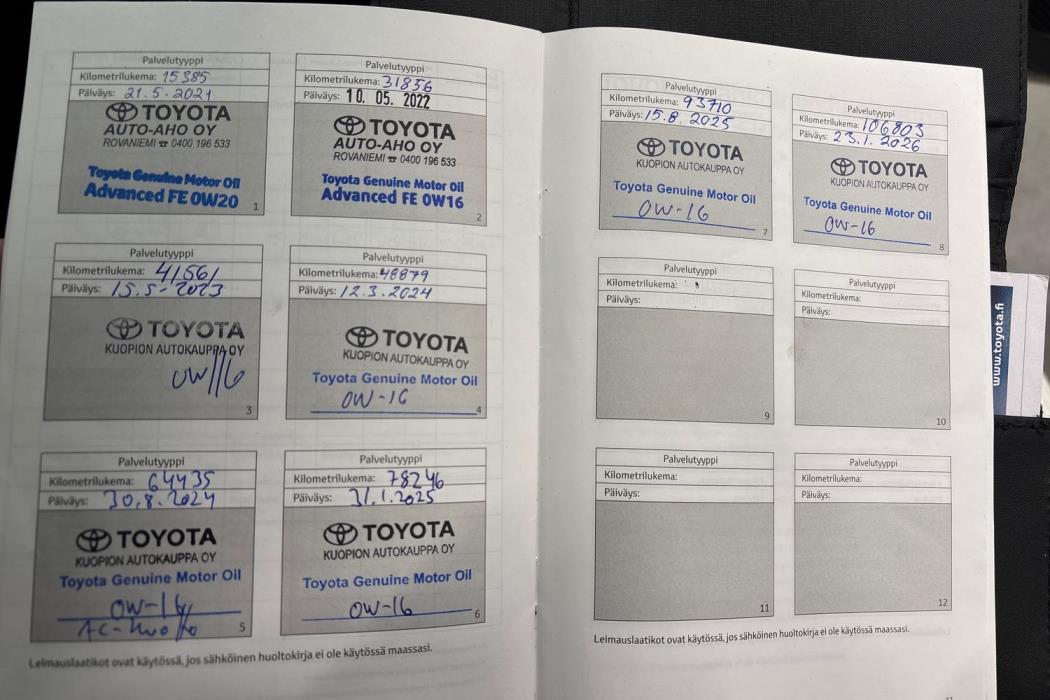 Palvelutyyppi
Kilometrilukema: 15385
Päiväys: 21.5.2021
TOYOTA
AUTO-AHO OY
ROVANIEMI ☎ 0400 196 533
Toyota Genuine Motor Oil
Advanced FE 0W20
1
Palvelutyyppi
Kilometrilukema: 31856
Päiväys: 10. 05. 2022
TOYOTA
AUTO-AHO OY
ROVANIEMI ☎ 0400 196 533
Toyota Genuine Motor Oil
Advanced FE 0W16
2
Palvelutyyppi
Kilometrilukema: 41561
Päiväys: 15.5-2023
TOYOTA
KUOPION AUTOKAUPPA OY
0W16
3
Palvelutyyppi
Kilometrilukema: 48879
Päiväys: 12.3.2024
TOYOTA
KUOPION AUTOKAUPPA OY
Toyota Genuine Motor Oil
0W-16
4
Palvelutyyppi
Kilometrilukema: 64435
Päiväys: 30.8.2024
TOYOTA
KUOPION AUTOKAUPPA OY
Toyota Genuine Motor Oil
0W-16
AC-huolto
5
Palvelutyyppi
Kilometrilukema: 78246
Päiväys: 31.1.2025
TOYOTA
KUOPION AUTOKAUPPA OY
Toyota Genuine Motor Oil
0W-16
6
Leimauslaatikot ovat käytössä, jos sähköinen huoltokirja ei ole käytössä maassasi.
Palvelutyyppi
Kilometrilukema: 93710
Päiväys: 15.8.2025
TOYOTA
KUOPION AUTOKAUPPA OY
Toyota Genuine Motor Oil
0W-16
7
Palvelutyyppi
Kilometrilukema: 106803
Päiväys: 23.1.2026
TOYOTA
KUOPION AUTOKAUPPA OY
Toyota Genuine Motor Oil
0W-16
8
Palvelutyyppi
Kilometrilukema:
Päiväys:
9
Palvelutyyppi
Kilometrilukema:
Päiväys:
10
Palvelutyyppi
Kilometrilukema:
Päiväys:
11
Palvelutyyppi
Kilometrilukema:
Päiväys:
12
Leimauslaatikot ovat käytössä, jos sähköinen huoltokirja ei ole käytössä maassasi.
www.toyota.fi